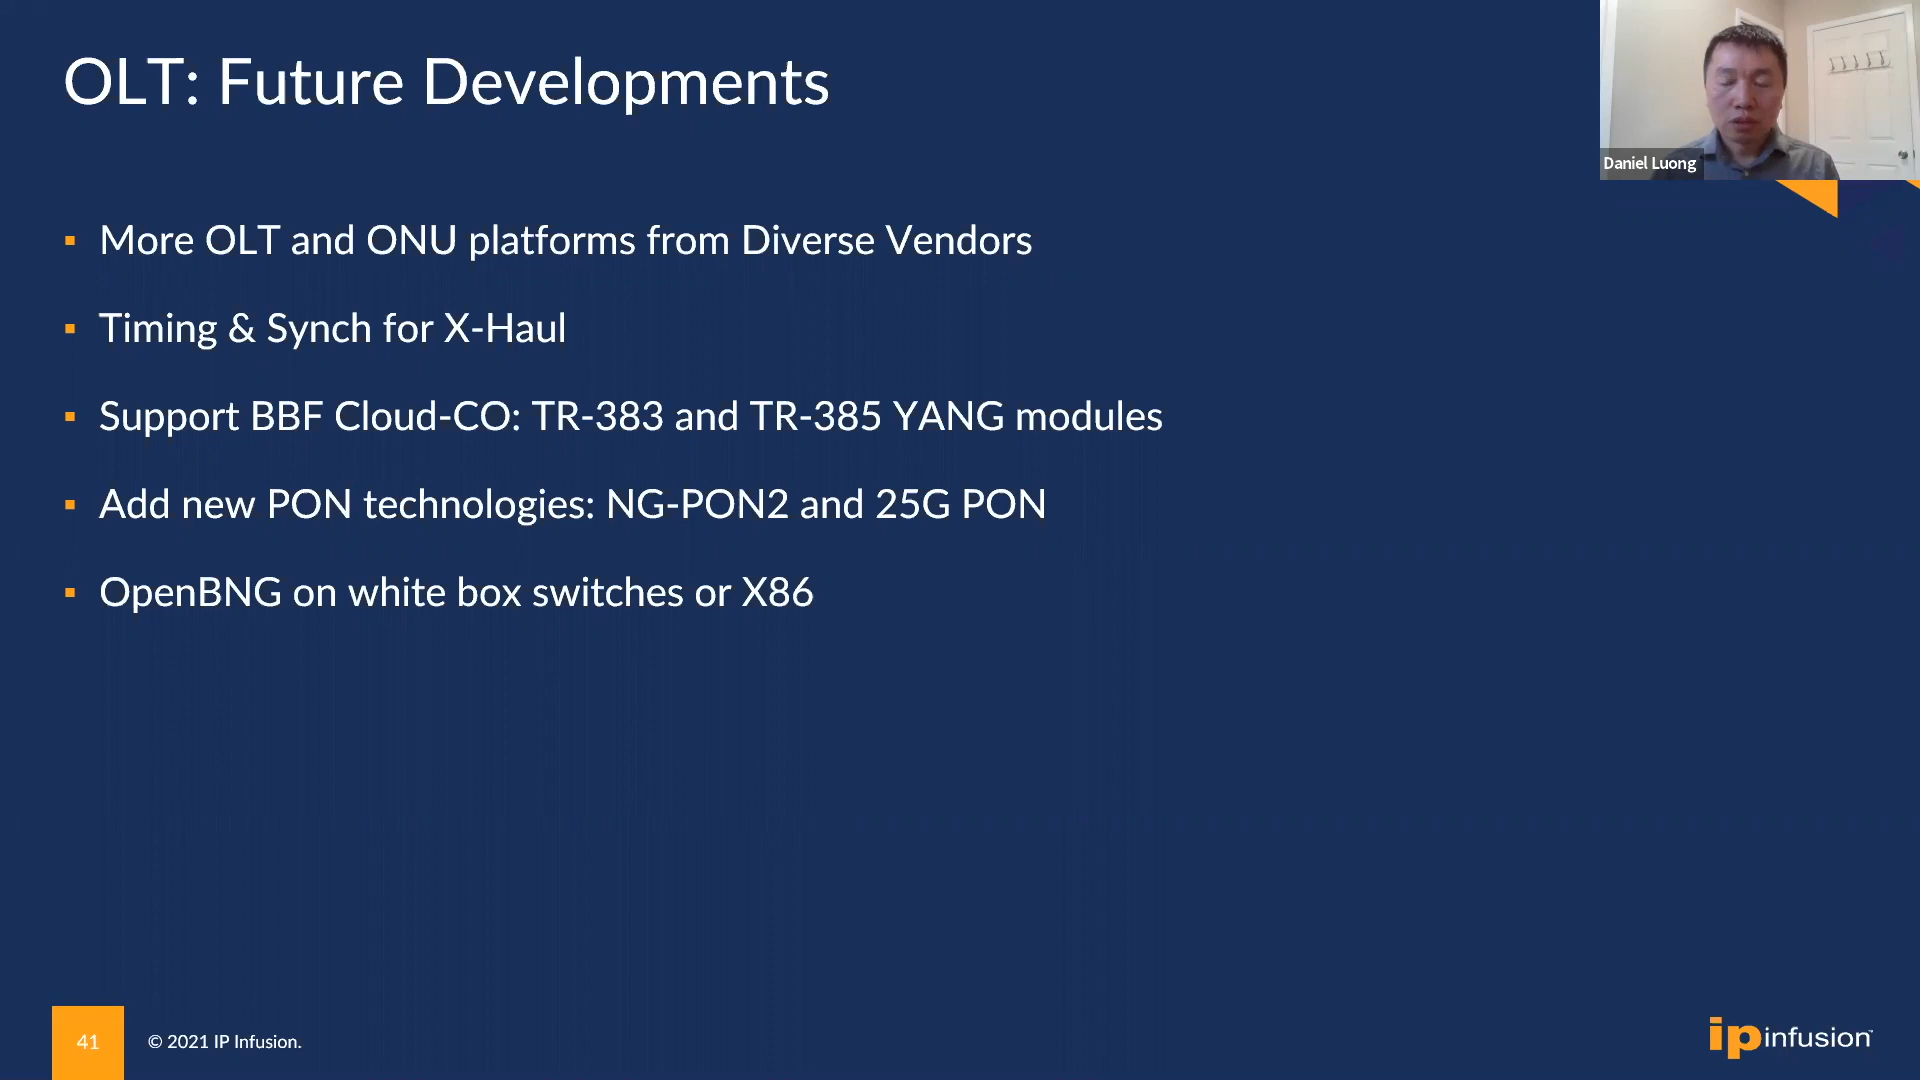 OLT: Future Developments
Daniel Luong
▪ More OLT and ONU platforms from Diverse Vendors
▪ Timing & Synch for X-Haul
▪ Support BBF Cloud-CO: TR-383 and TR-385 YANG modules
▪ Add new PON technologies: NG-PON2 and 25G PON
▪ OpenBNG on white box switches or X86
41
© 2021 IP Infusion.
ipinfusion™